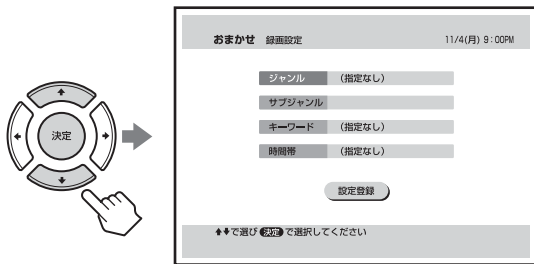 おまかせ 録画設定 11/4(月) 9:00PM
ジャンル (指定なし)
サブジャンル
キーワード (指定なし)
時間帯 (指定なし)
決定
設定登録
で選び 決定 で選択してください